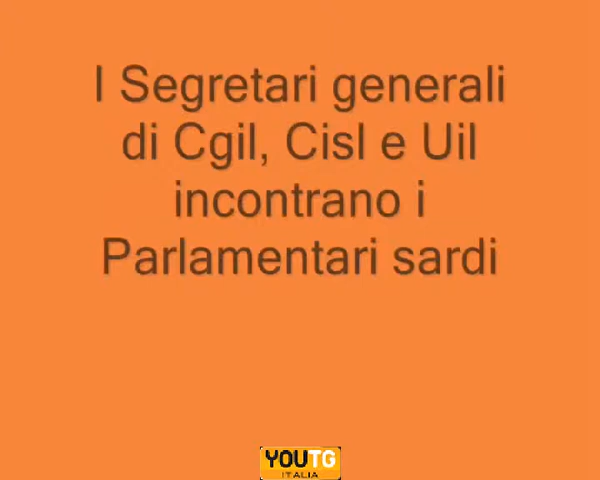 I Segretari generali
di Cgil, Cisl e Uil
incontrano i
Parlamentari sardi
YOUTG
ITALIA